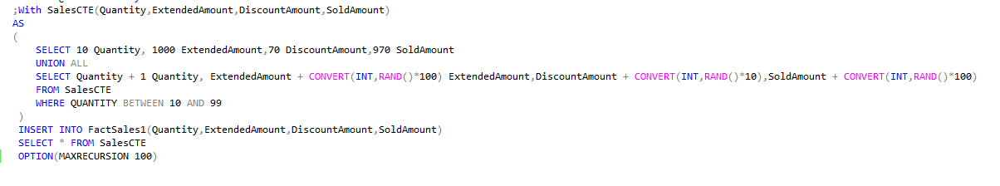 ;With SalesCTE(Quantity,ExtendedAmount,DiscountAmount,SoldAmount)
AS
(
SELECT 10 Quantity, 1000 ExtendedAmount,70 DiscountAmount,970 SoldAmount
UNION ALL
SELECT Quantity + 1 Quantity, ExtendedAmount + CONVERT(INT,RAND()*100) ExtendedAmount,DiscountAmount + CONVERT(INT,RAND()*10),SoldAmount + CONVERT(INT,RAND()*100)
FROM SalesCTE
WHERE QUANTITY BETWEEN 10 AND 99
)
INSERT INTO FactSales1(Quantity,ExtendedAmount,DiscountAmount,SoldAmount)
SELECT * FROM SalesCTE
OPTION(MAXRECURSION 100)